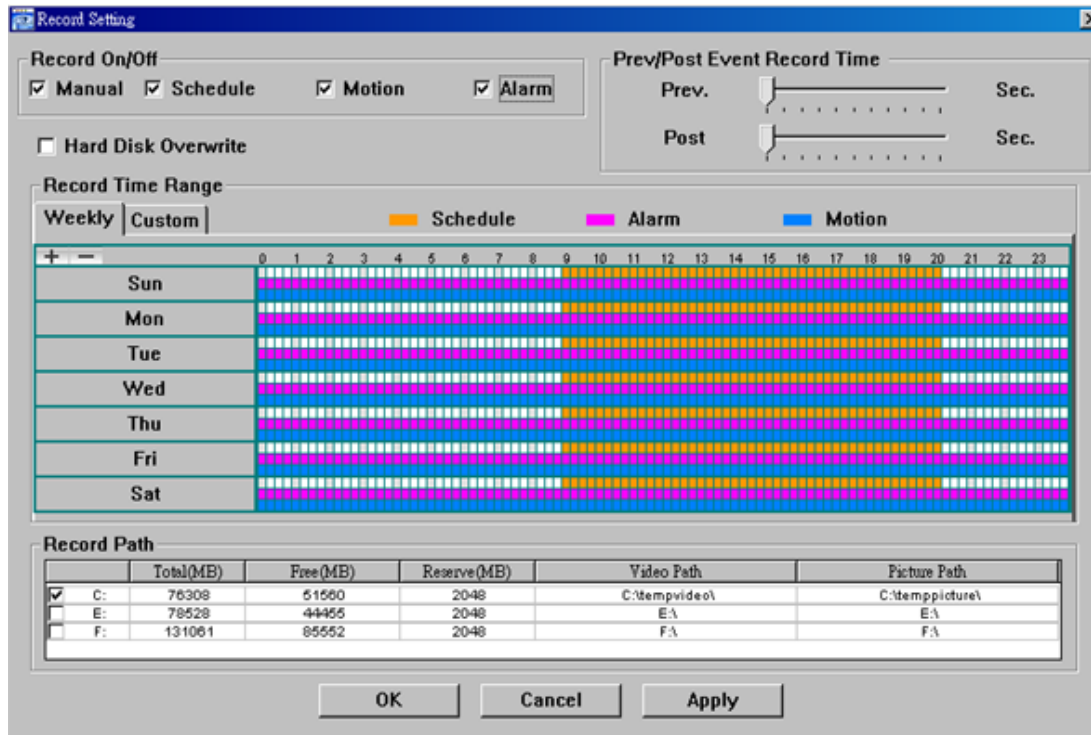 Record Setting
Record On/Off
Manual Schedule Motion Alarm
Hard Disk Overwrite
Prev/Post Event Record Time
Prev. Sec.
Post Sec.
Record Time Range
Weekly Custom
Schedule Alarm Motion
+ − 0 1 2 3 4 5 6 7 8 9 10 11 12 13 14 15 16 17 18 19 20 21 22 23
Sun
Mon
Tue
Wed
Thu
Fri
Sat
Record Path
Total(MB) Free(MB) Reserve(MB) Video Path Picture Path
C: 76308 51560 2048 C:\tempvideo\ C:\temppicture\
E: 78528 44455 2048 E:\ E:\
F: 131061 85552 2048 F:\ F:\
OK Cancel Apply